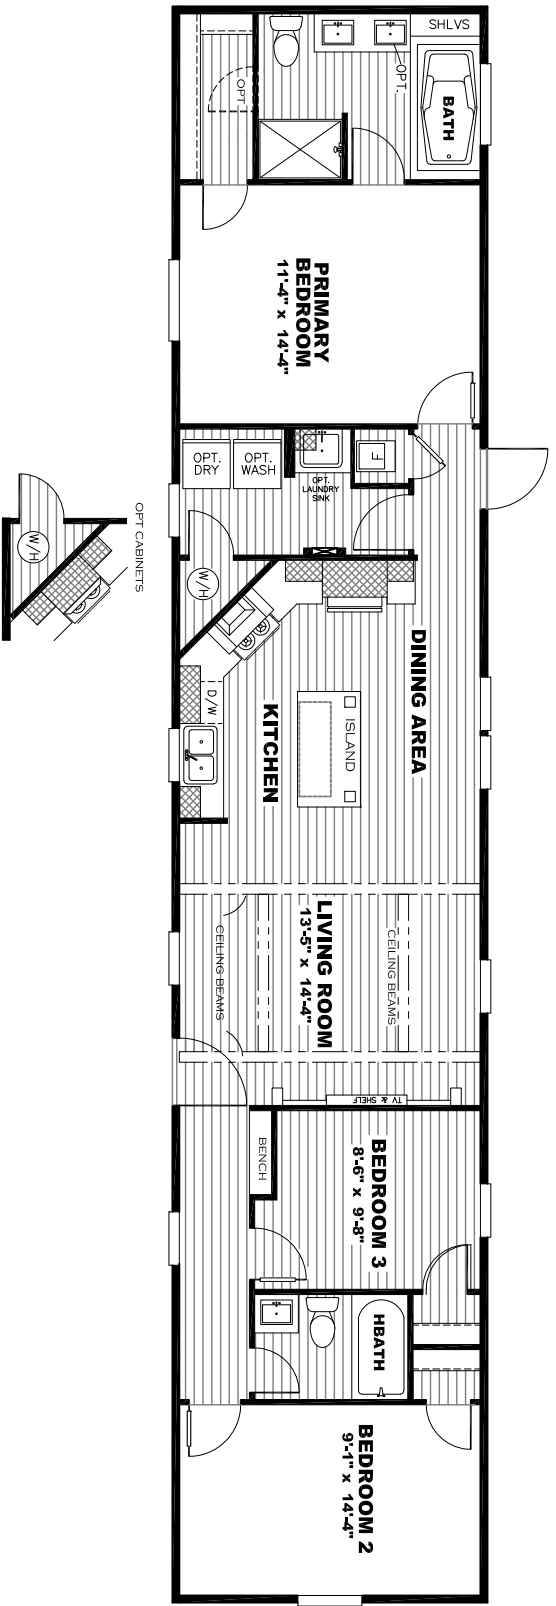 SHLVS
OPT.
OPT
BATH
PRIMARY
BEDROOM
11'-4" x 14'-4"
OPT.
DRY
OPT.
WASH
F
OPT.
LAUNDRY
SINK
OPT CABINETS
W/H
W/H
DINING AREA
D/W
KITCHEN
ISLAND
LIVING ROOM
13'-5" x 14'-4"
CEILING BEAMS
CEILING BEAMS
TV & SHELF
BENCH
BEDROOM 3
8'-6" x 9'-8"
HBATH
BEDROOM 2
9'-1" x 14'-4"